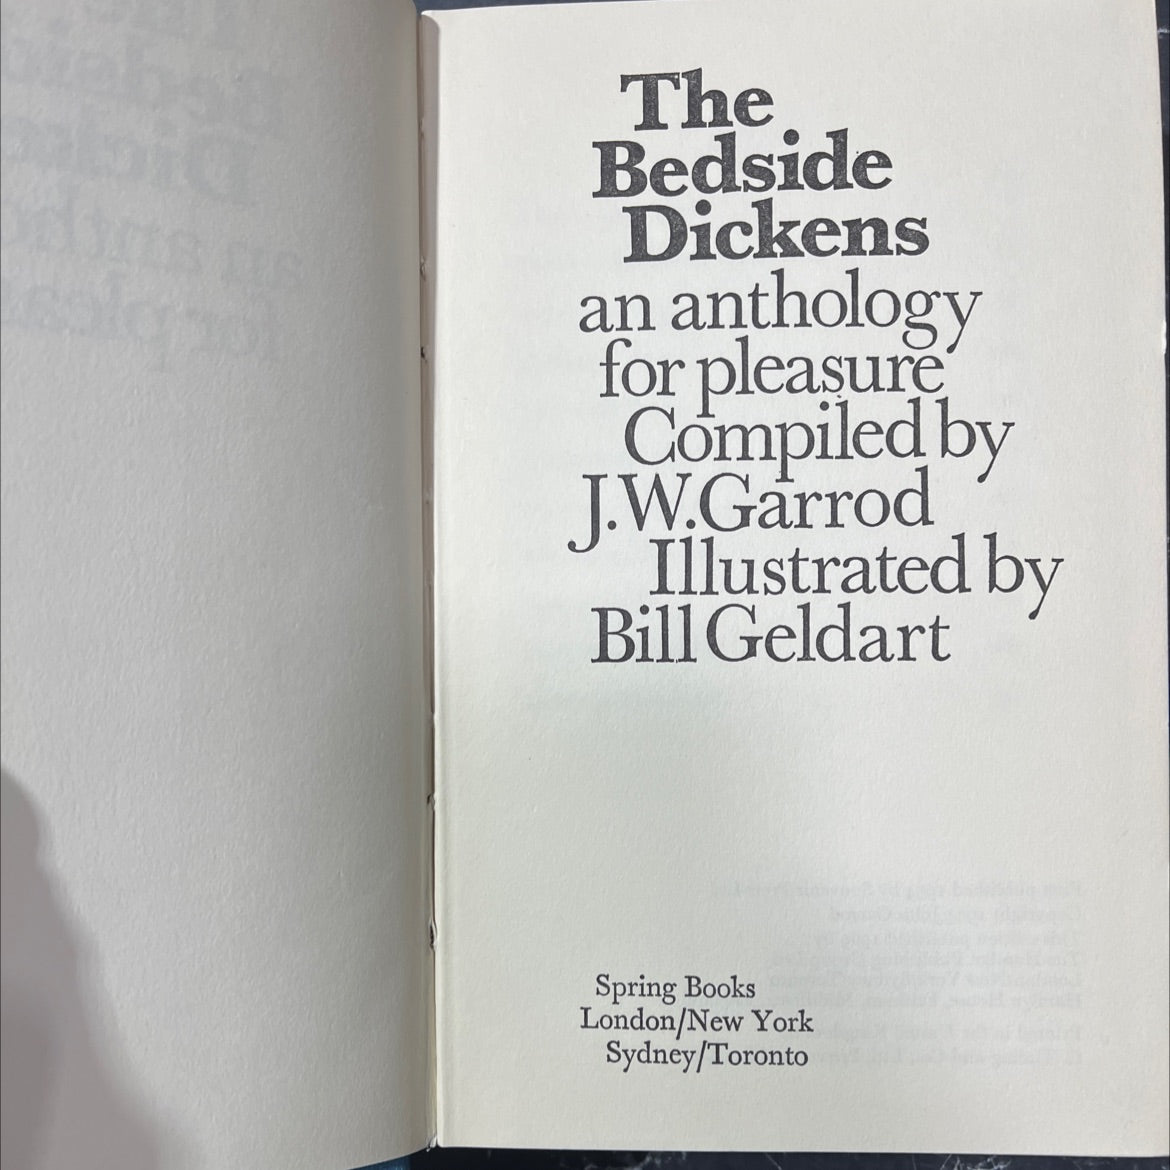 The
Bedside
Dickens
an anthology
for pleasure
Compiled by
J.W.Garrod
Illustrated by
Bill Geldart
Spring Books
London/New York
Sydney/Toronto